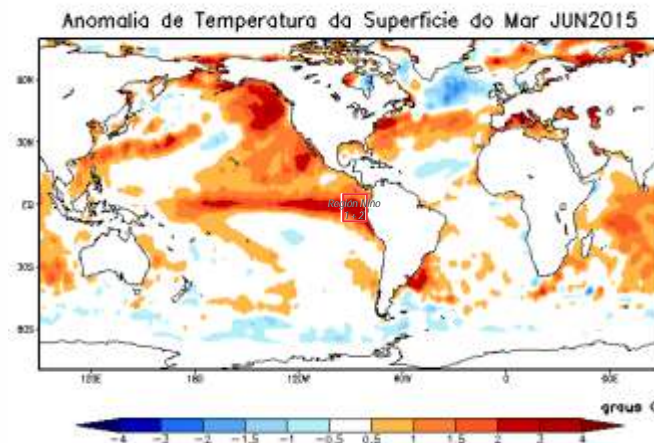 Anomalia de Temperatura da Superficie do Mar JUN2015
60N
30N
EQ
Región Niño
1+2
30S
60S
120E
180
120W
60W
0
60E
graus C
-4 -3 -2 -1.5 -1 -0.5 0.5 1 1.5 2 3 4